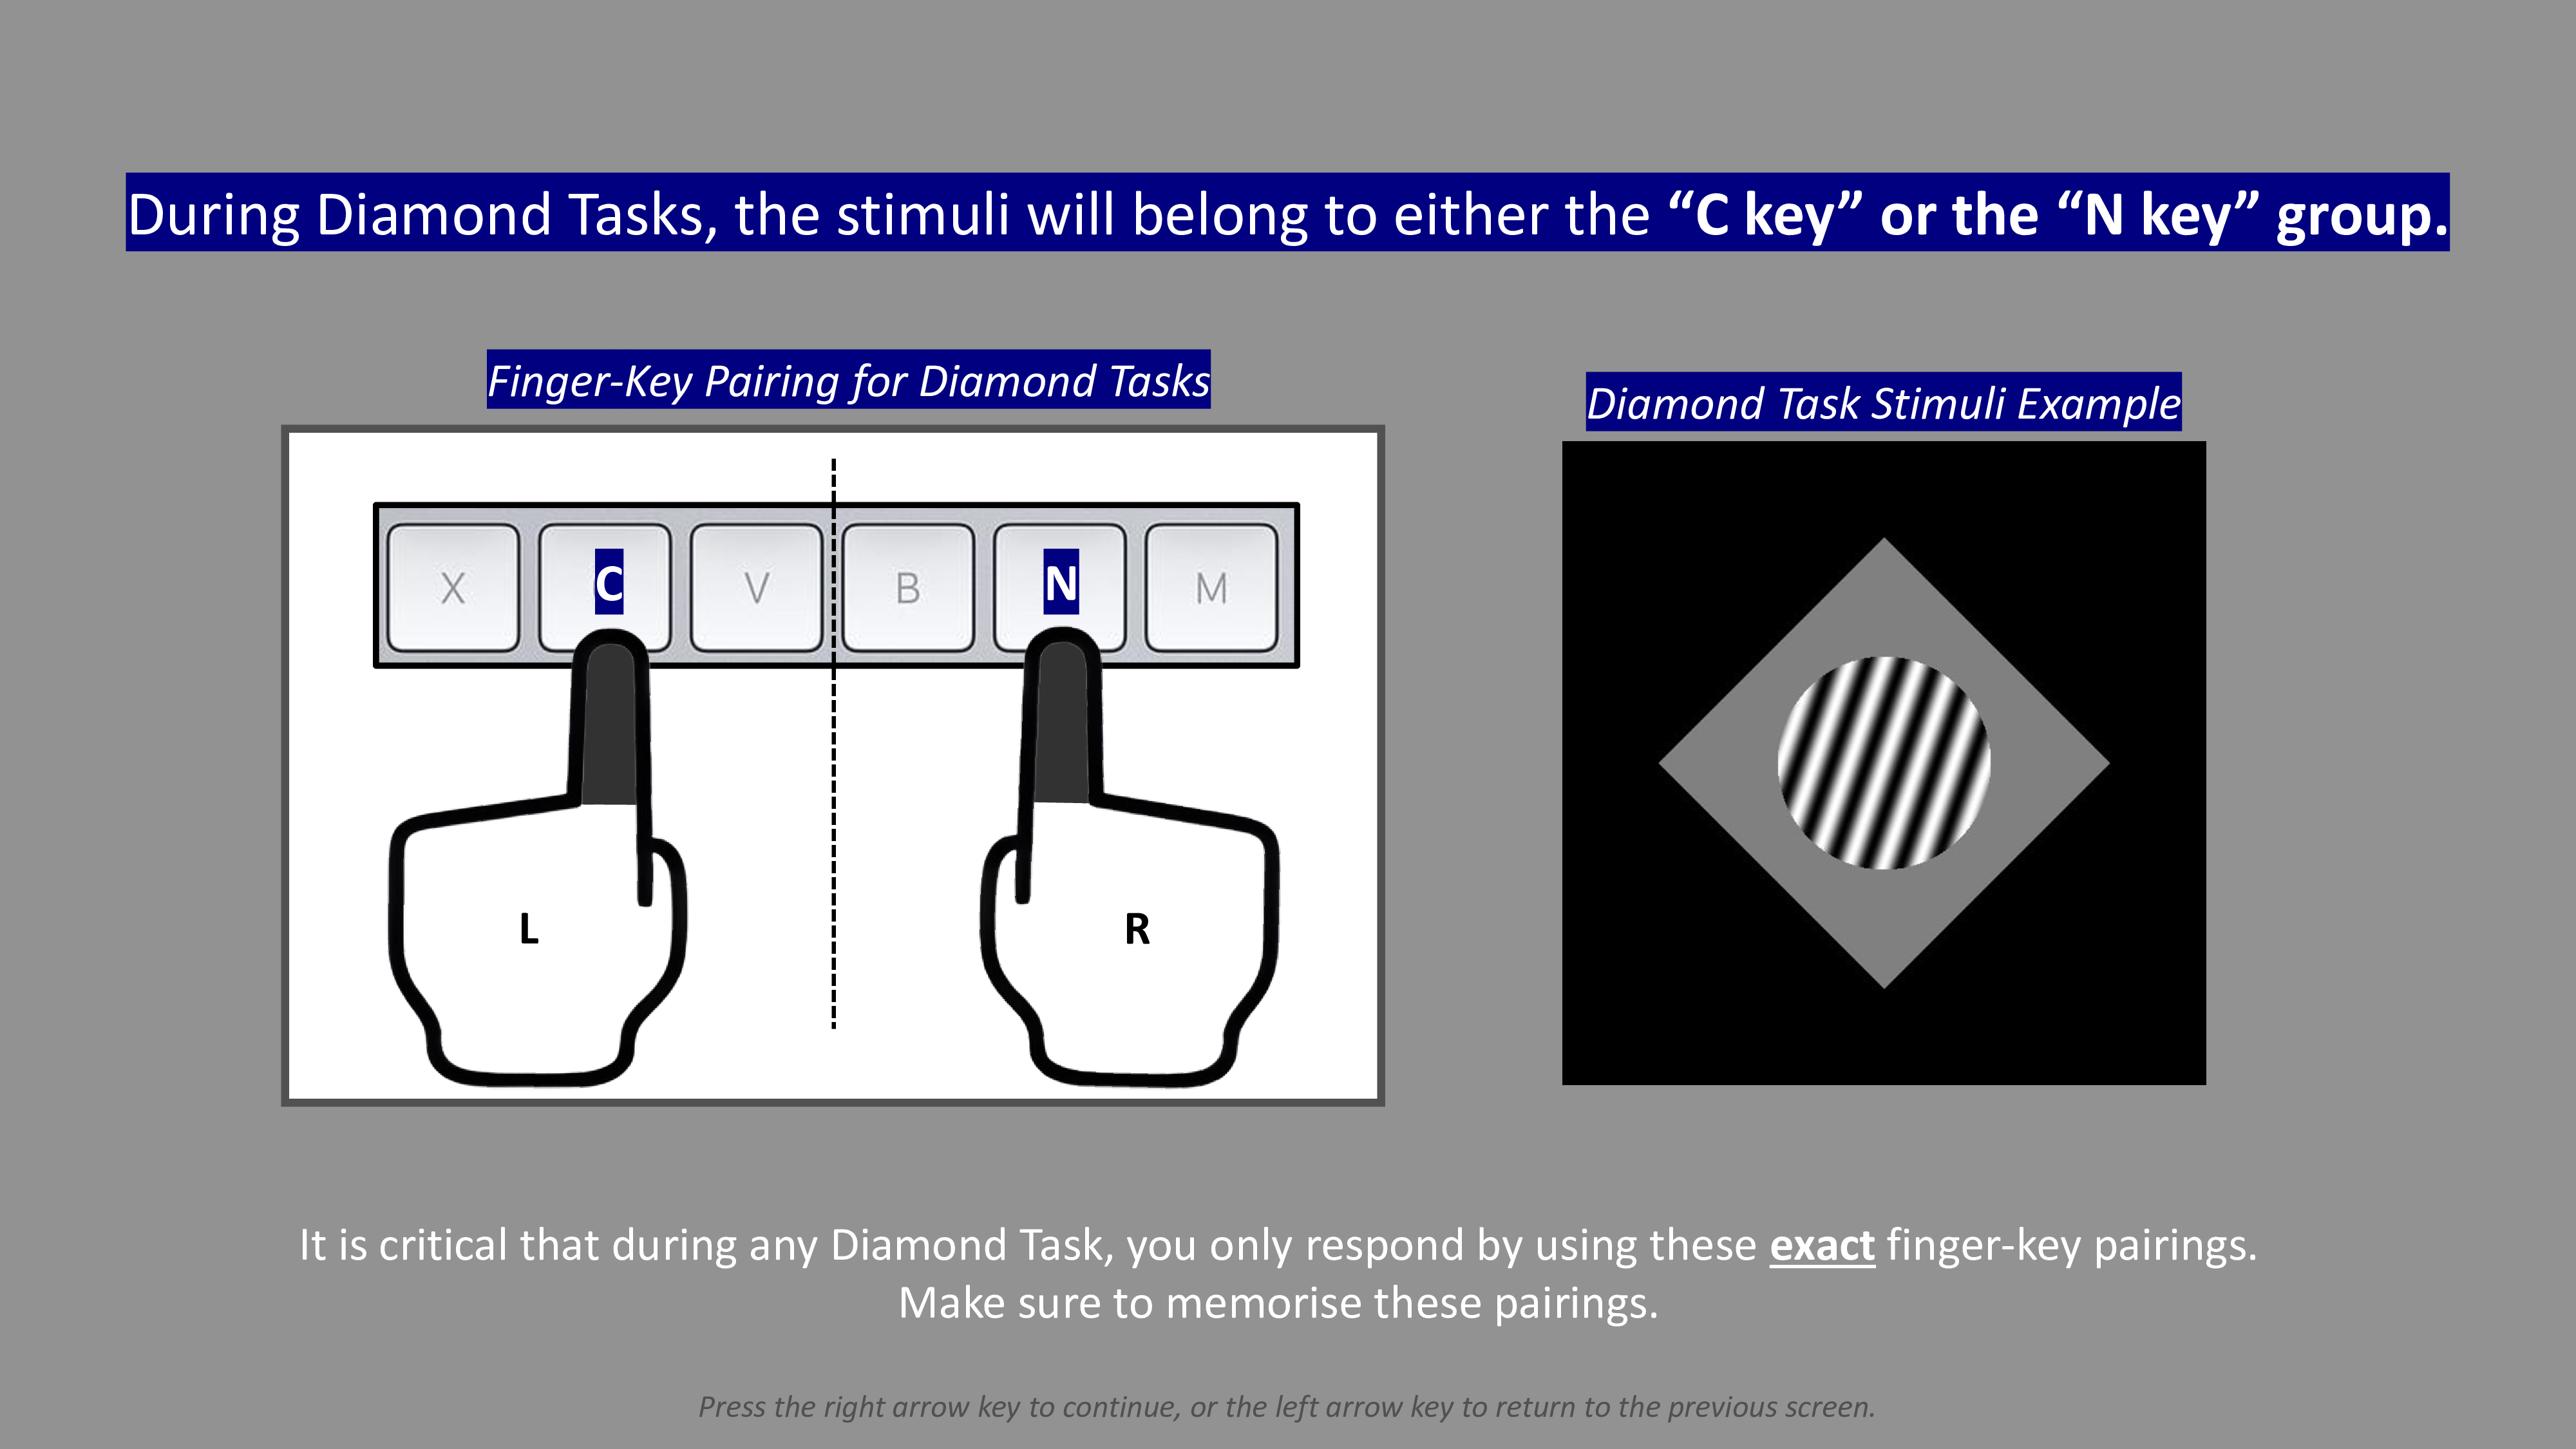 During Diamond Tasks, the stimuli will belong to either the “C key” or the “N key” group.
Finger-Key Pairing for Diamond Tasks
Diamond Task Stimuli Example
X C V B N M
L R
It is critical that during any Diamond Task, you only respond by using these exact finger-key pairings.
Make sure to memorise these pairings.
Press the right arrow key to continue, or the left arrow key to return to the previous screen.